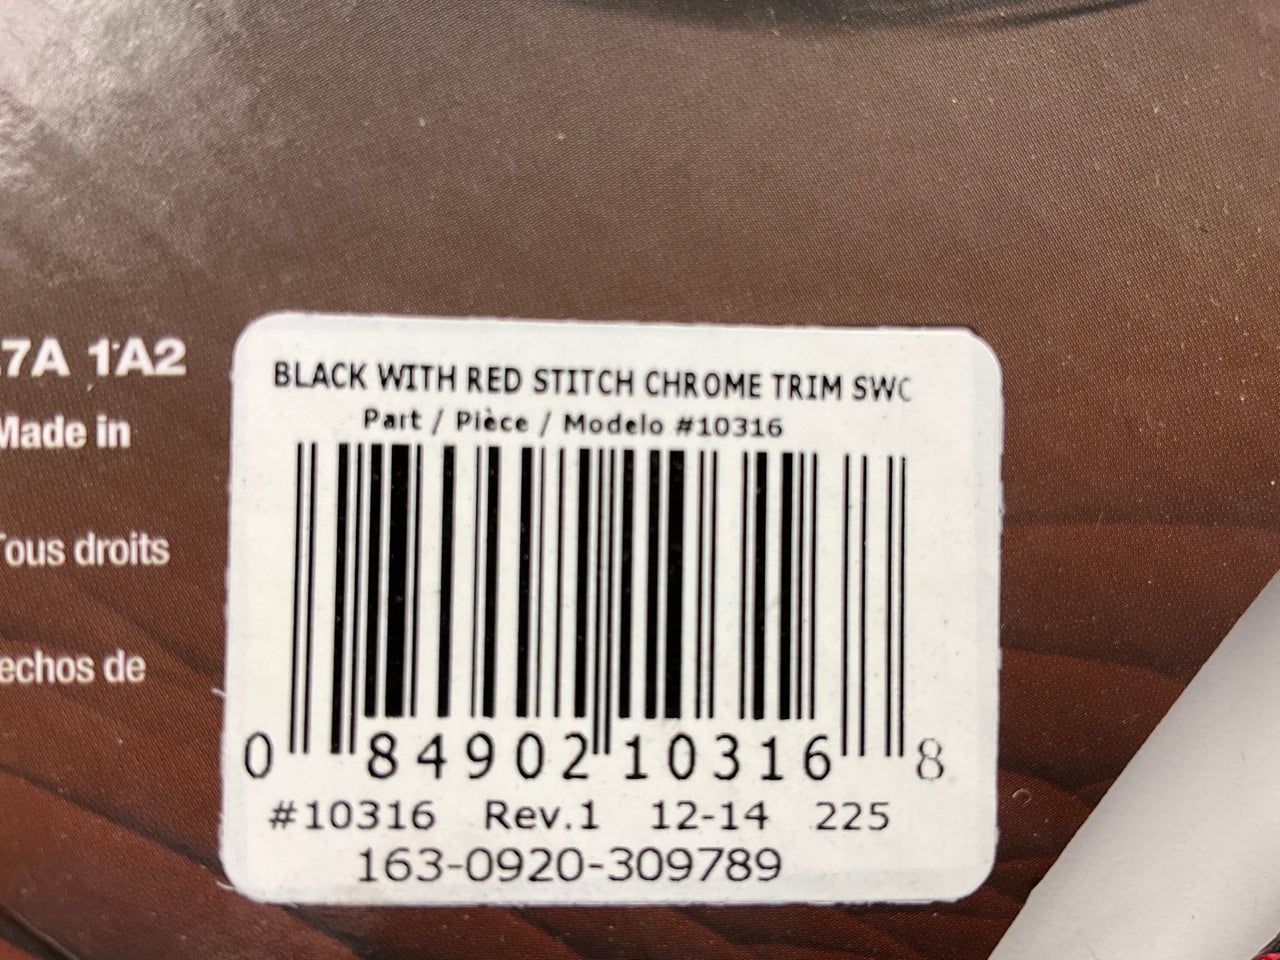 7A 1A2
Made in
Tous droits
echos de
BLACK WITH RED STITCH CHROME TRIM SWC
Part / Pièce / Modelo #10316
0 84902 10316 8
#10316 Rev.1 12-14 225
163-0920-309789